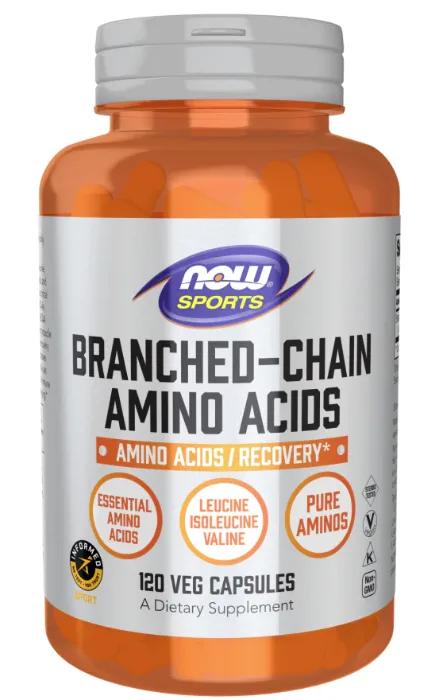 NOW®
SPORTS
BRANCHED-CHAIN
AMINO ACIDS
AMINO ACIDS / RECOVERY*
ESSENTIAL
AMINO
ACIDS
LEUCINE
ISOLEUCINE
VALINE
PURE
AMINOS
INFORMED
SPORT
Non-
GMO
120 VEG CAPSULES
A Dietary Supplement